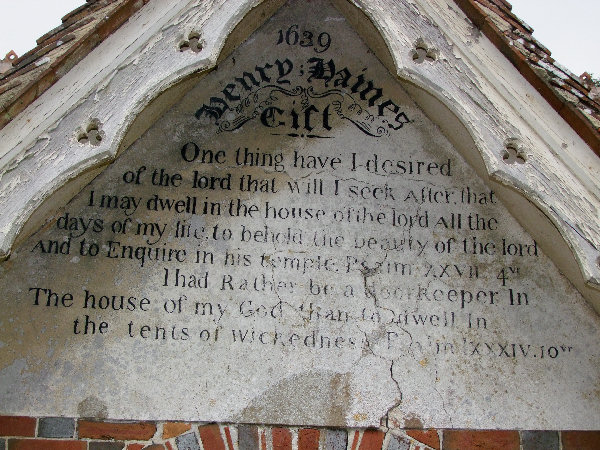 1639
Henry Haines
Gift
One thing have I desired
of the lord that will I seek After, that
I may dwell in the house of the lord All the
days of my life, to behold the beauty of the lord
And to Enquire in his temple. Psalm XXVII. 4vr
I had Rather be a doorkeeper In
The house of my God than to dwell In
the tents of wickedness Psalm LXXXIV. 10vr